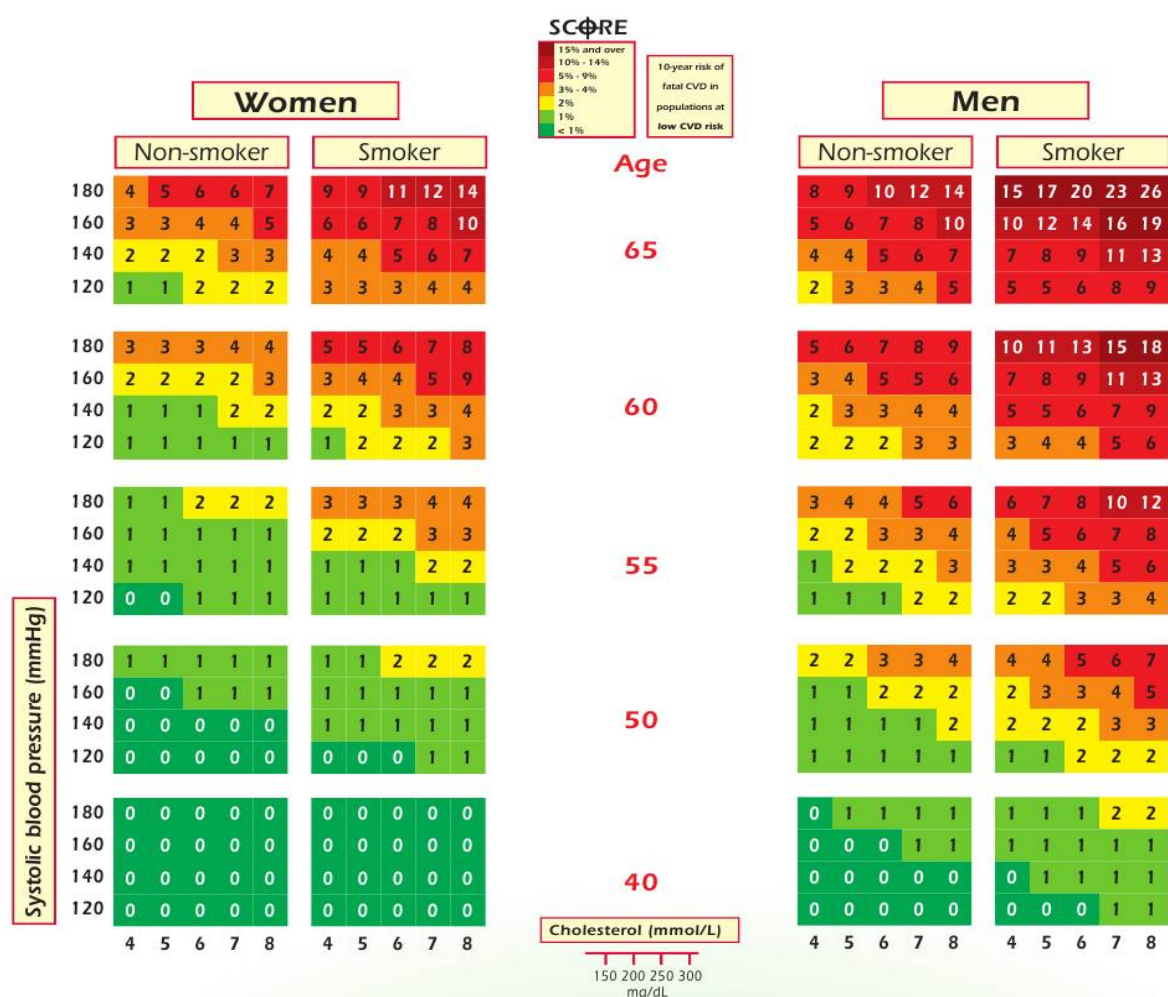 SCORE
15% and over
10% - 14%
5% - 9%
3% - 4%
2%
1%
< 1%
10-year risk of
fatal CVD in
populations at
low CVD risk
Women
Men
Non-smoker Smoker Age Non-smoker Smoker
180 4 5 6 6 7 9 9 11 12 14 8 9 10 12 14 15 17 20 23 26
160 3 3 4 4 5 6 6 7 8 10 5 6 7 8 10 10 12 14 16 19
65
140 2 2 2 3 3 4 4 5 6 7 4 4 5 6 7 7 8 9 11 13
120 1 1 2 2 2 3 3 3 4 4 2 3 3 4 5 5 5 6 8 9
180 3 3 3 4 4 5 5 6 7 8 5 6 7 8 9 10 11 13 15 18
160 2 2 2 2 3 3 4 4 5 9 3 4 5 5 6 7 8 9 11 13
60
140 1 1 1 2 2 2 2 3 3 4 2 3 3 4 4 5 5 6 7 9
120 1 1 1 1 1 1 2 2 2 3 2 2 2 3 3 3 4 4 5 6
180 1 1 2 2 2 3 3 3 4 4 3 4 4 5 6 6 7 8 10 12
160 1 1 1 1 1 2 2 2 3 3 2 2 3 3 4 4 5 6 7 8
55
140 1 1 1 1 1 1 1 1 2 2 1 2 2 2 3 3 3 4 5 6
120 0 0 1 1 1 1 1 1 1 1 1 1 1 2 2 2 2 3 3 4
180 1 1 1 1 1 1 1 2 2 2 2 2 3 3 4 4 4 5 6 7
160 0 0 1 1 1 1 1 1 1 1 1 1 2 2 2 2 3 3 4 5
50
140 0 0 0 0 0 1 1 1 1 1 1 1 1 1 2 2 2 2 3 3
120 0 0 0 0 0 0 0 0 1 1 1 1 1 1 1 1 1 2 2 2
180 0 0 0 0 0 0 0 0 0 0 0 1 1 1 1 1 1 1 2 2
160 0 0 0 0 0 0 0 0 0 0 0 0 0 1 1 1 1 1 1 1
140 0 0 0 0 0 0 0 0 0 0 0 0 0 0 0 0 1 1 1 1
40
120 0 0 0 0 0 0 0 0 0 0 0 0 0 0 0 0 0 0 1 1
4 5 6 7 8 4 5 6 7 8 4 5 6 7 8 4 5 6 7 8
Systolic blood pressure (mmHg)
Cholesterol (mmol/L)
150 200 250 300
mg/dL